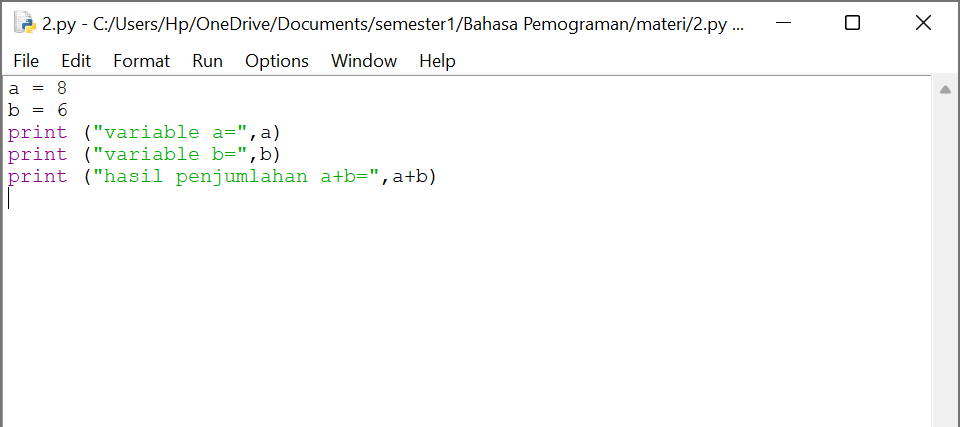 2.py - C:/Users/Hp/OneDrive/Documents/semester1/Bahasa Pemograman/materi/2.py ...
File Edit Format Run Options Window Help
a = 8
b = 6
print ("variable a=",a)
print ("variable b=",b)
print ("hasil penjumlahan a+b=",a+b)